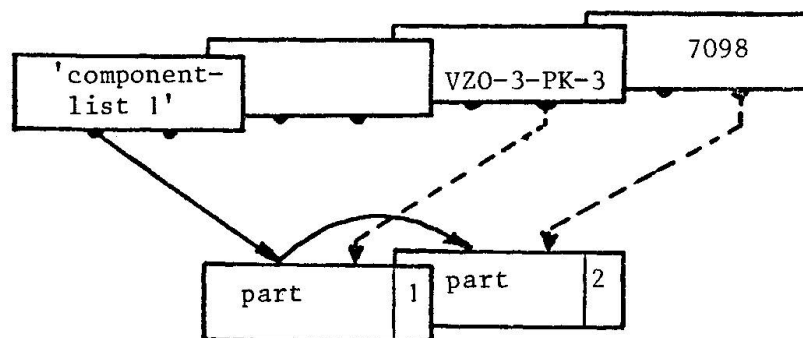 'component-
list 1'
VZO-3-PK-3
7098
part 1
part 2